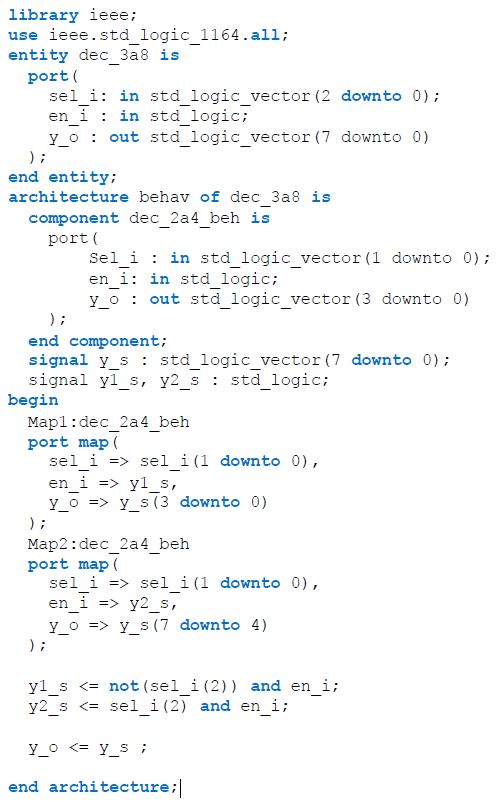 library ieee;
use ieee.std_logic_1164.all;
entity dec_3a8 is
port(
sel_i: in std_logic_vector(2 downto 0);
en_i : in std_logic;
y_o : out std_logic_vector(7 downto 0)
);
end entity;
architecture behav of dec_3a8 is
component dec_2a4_beh is
port(
Sel_i : in std_logic_vector(1 downto 0);
en_i: in std_logic;
y_o : out std_logic_vector(3 downto 0)
);
end component;
signal y_s : std_logic_vector(7 downto 0);
signal y1_s, y2_s : std_logic;
begin
Map1:dec_2a4_beh
port map(
sel_i => sel_i(1 downto 0),
en_i => y1_s,
y_o => y_s(3 downto 0)
);
Map2:dec_2a4_beh
port map(
sel_i => sel_i(1 downto 0),
en_i => y2_s,
y_o => y_s(7 downto 4)
);
y1_s <= not(sel_i(2)) and en_i;
y2_s <= sel_i(2) and en_i;
y_o <= y_s ;
end architecture;